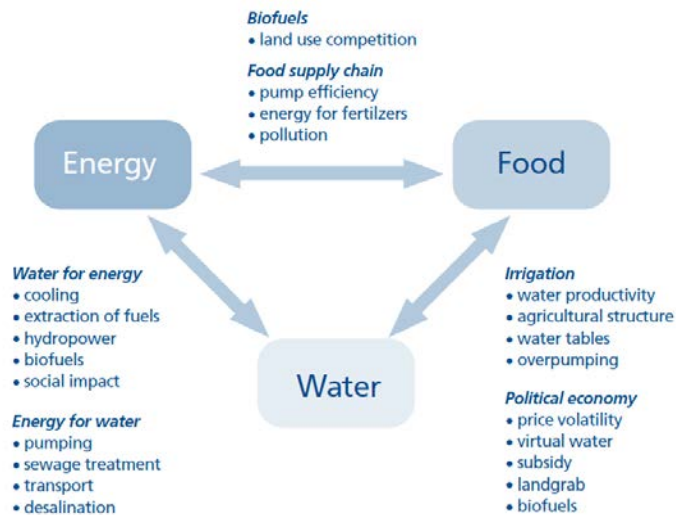 Biofuels
• land use competition
Food supply chain
• pump efficiency
• energy for fertilzers
• pollution
Energy
Food
Water for energy
• cooling
• extraction of fuels
• hydropower
• biofuels
• social impact
Energy for water
• pumping
• sewage treatment
• transport
• desalination
Water
Irrigation
• water productivity
• agricultural structure
• water tables
• overpumping
Political economy
• price volatility
• virtual water
• subsidy
• landgrab
• biofuels